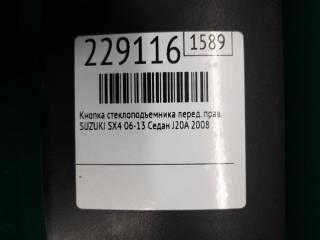 229116 1589
Кнопка стеклоподъемника перед. прав.
SUZUKI SX4 06-13 Седан J20A 2008